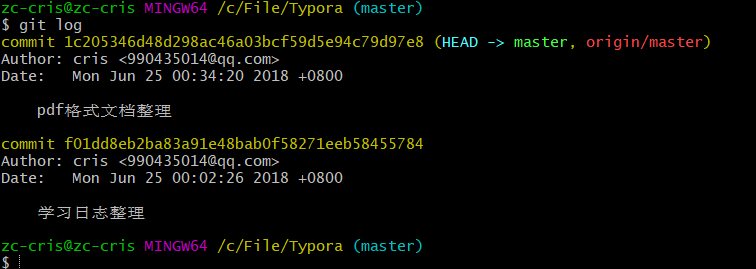 zc-cris@zc-cris MINGW64 /c/File/Typora (master)
$ git log
commit 1c205346d48d298ac46a03bcf59d5e94c79d97e8 (HEAD -> master, origin/master)
Author: cris <990435014@qq.com>
Date:   Mon Jun 25 00:34:20 2018 +0800
    pdf格式文档整理
commit f01dd8eb2ba83a91e48bab0f58271eeb58455784
Author: cris <990435014@qq.com>
Date:   Mon Jun 25 00:02:26 2018 +0800
    学习日志整理
zc-cris@zc-cris MINGW64 /c/File/Typora (master)
$